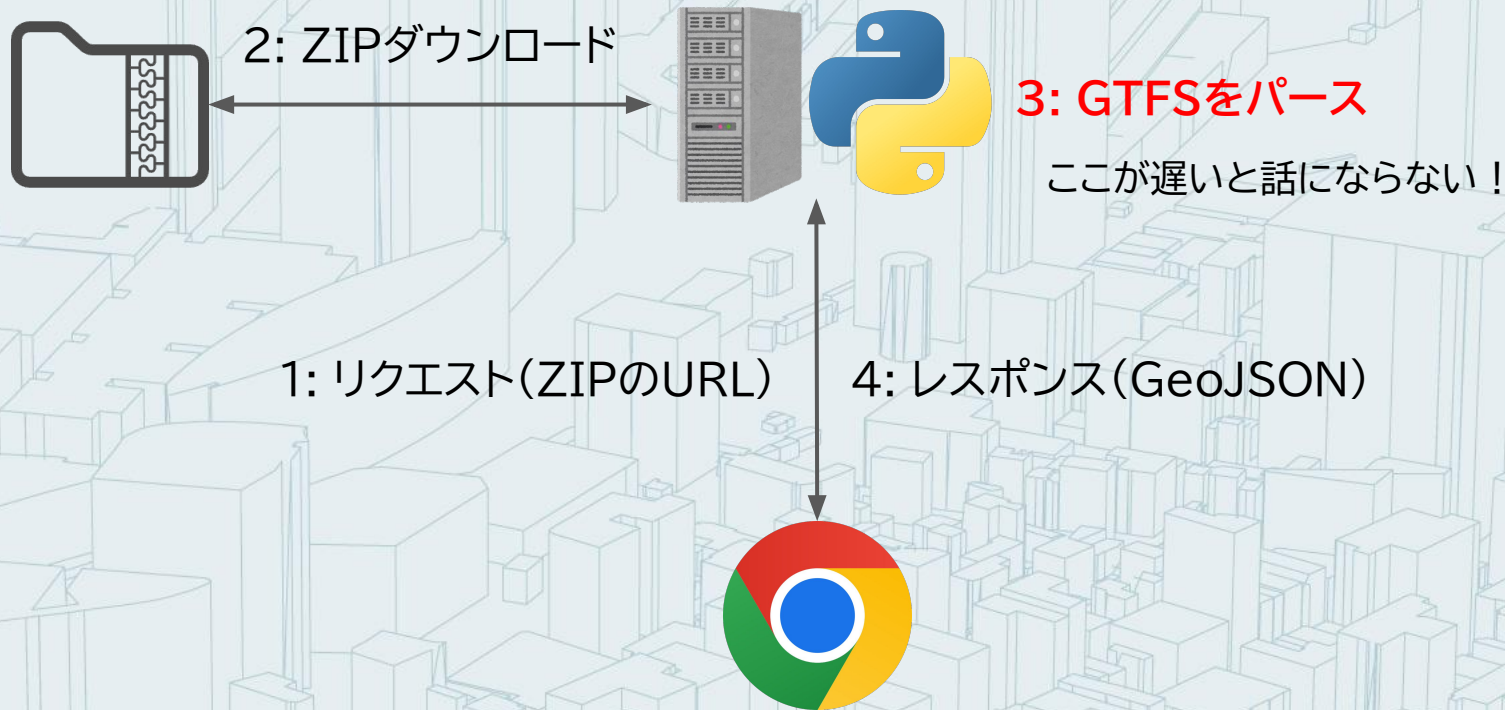 2: ZIPダウンロード
3: GTFSをパース
ここが遅いと話にならない！
1: リクエスト（ZIPのURL）
4: レスポンス（GeoJSON）